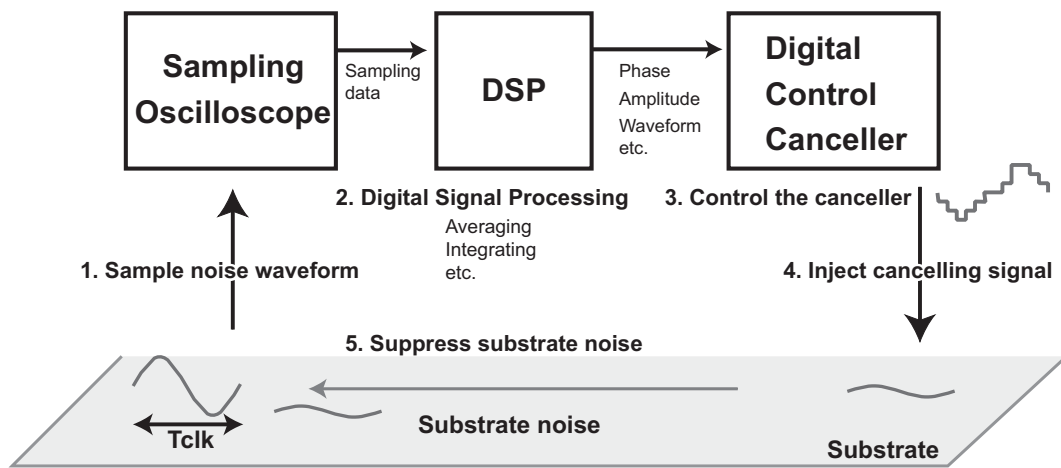 Sampling
Oscilloscope
Sampling
data
DSP
Phase
Amplitude
Waveform
etc.
Digital
Control
Canceller
2. Digital Signal Processing
Averaging
Integrating
etc.
3. Control the canceller
1. Sample noise waveform
4. Inject cancelling signal
5. Suppress substrate noise
Tclk
Substrate noise
Substrate